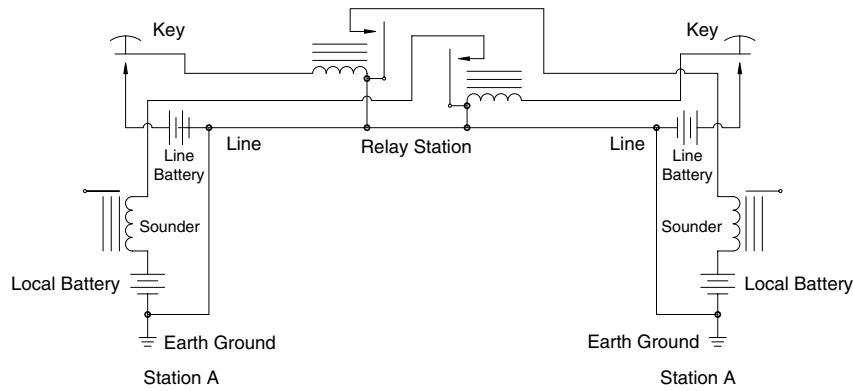 Key
Key
Line
Relay Station
Line
Line
Battery
Line
Battery
Sounder
Sounder
Local Battery
Local Battery
Earth Ground
Earth Ground
Station A
Station A